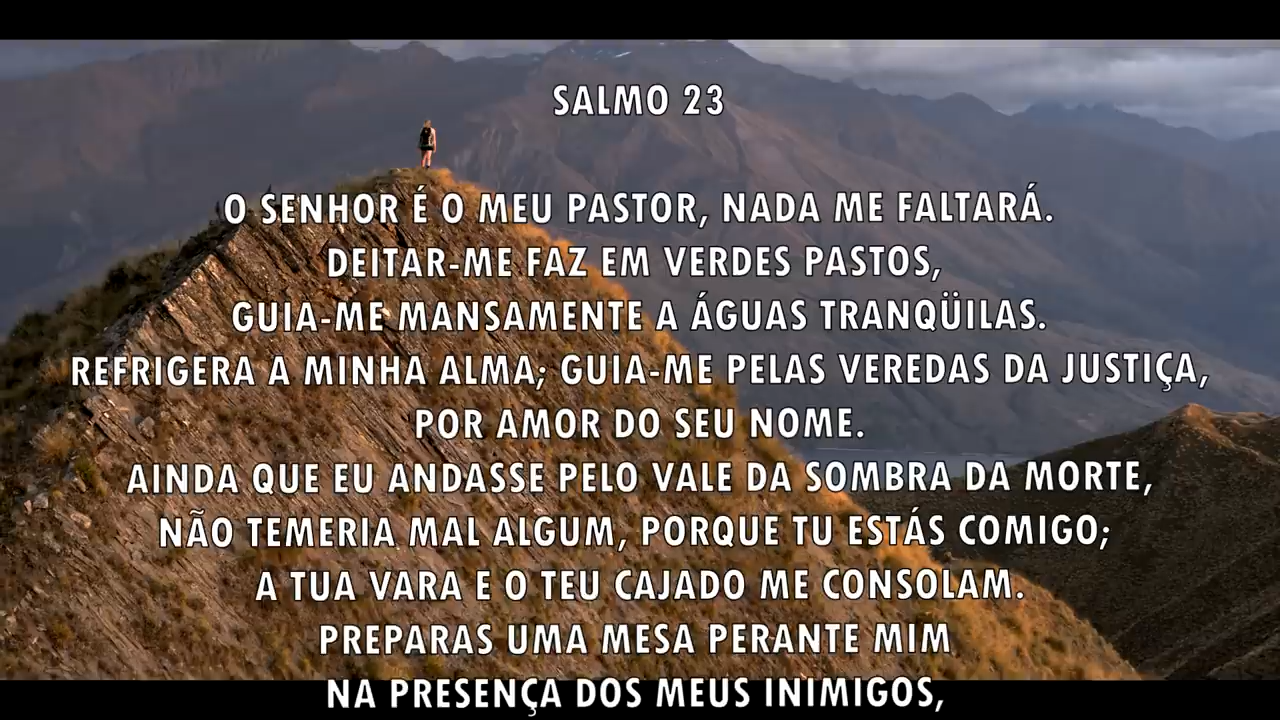 SALMO 23
O SENHOR É O MEU PASTOR, NADA ME FALTARÁ.
DEITAR-ME FAZ EM VERDES PASTOS,
GUIA-ME MANSAMENTE A ÁGUAS TRANQÜILAS.
REFRIGERA A MINHA ALMA; GUIA-ME PELAS VEREDAS DA JUSTIÇA,
POR AMOR DO SEU NOME.
AINDA QUE EU ANDASSE PELO VALE DA SOMBRA DA MORTE,
NÃO TEMERIA MAL ALGUM, PORQUE TU ESTÁS COMIGO;
A TUA VARA E O TEU CAJADO ME CONSOLAM.
PREPARAS UMA MESA PERANTE MIM
NA PRESENÇA DOS MEUS INIMIGOS,